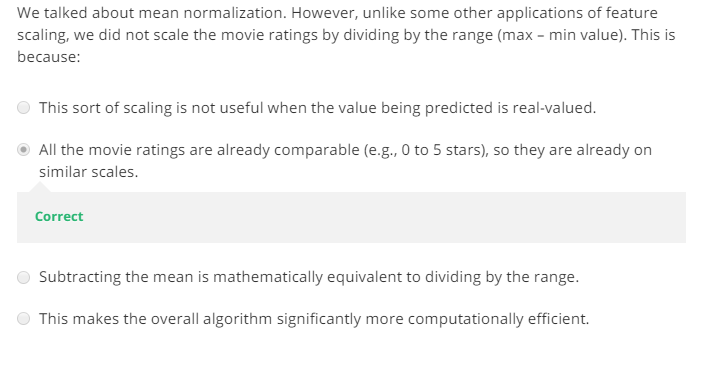 We talked about mean normalization. However, unlike some other applications of feature
scaling, we did not scale the movie ratings by dividing by the range (max – min value). This is
because:
This sort of scaling is not useful when the value being predicted is real-valued.
All the movie ratings are already comparable (e.g., 0 to 5 stars), so they are already on
similar scales.
Correct
Subtracting the mean is mathematically equivalent to dividing by the range.
This makes the overall algorithm significantly more computationally efficient.